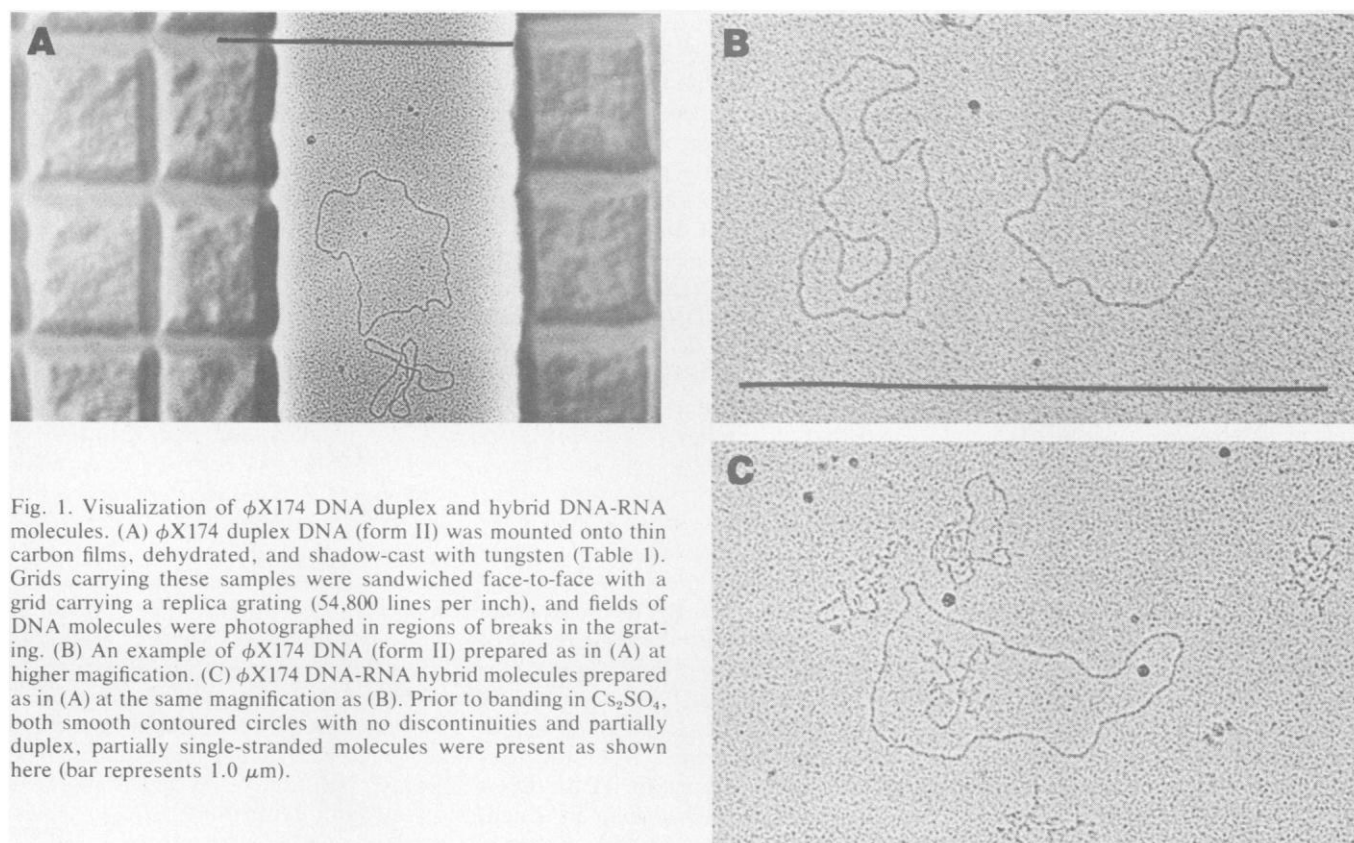 A
B
C
Fig. 1. Visualization of ϕX174 DNA duplex and hybrid DNA-RNA
molecules. (A) ϕX174 duplex DNA (form II) was mounted onto thin
carbon films, dehydrated, and shadow-cast with tungsten (Table 1).
Grids carrying these samples were sandwiched face-to-face with a
grid carrying a replica grating (54,800 lines per inch), and fields of
DNA molecules were photographed in regions of breaks in the grat-
ing. (B) An example of ϕX174 DNA (form II) prepared as in (A) at
higher magification. (C) ϕX174 DNA-RNA hybrid molecules prepared
as in (A) at the same magnification as (B). Prior to banding in Cs₂SO₄,
both smooth contoured circles with no discontinuities and partially
duplex, partially single-stranded molecules were present as shown
here (bar represents 1.0 μm).